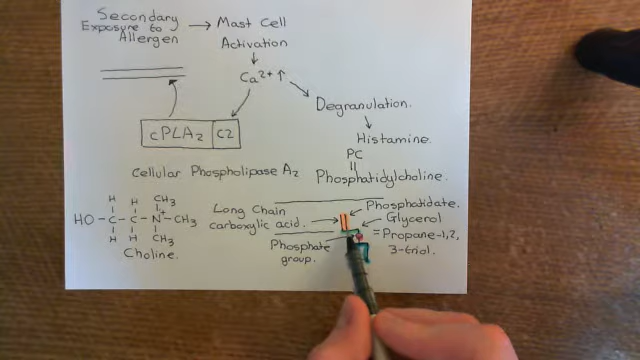 Secondary
Exposure to
Allergen
Mast Cell
Activation
Ca2+ ↑
Degranulation.
Histamine.
cPLA2 C2
PC
=
Phosphatidylcholine.
Cellular Phospholipase A2
H H CH3
HO-C-C-N+-CH3
H H CH3
Choline.
Long Chain
carboxylic acid.
Phosphatidate.
Glycerol
= Propane-1,2,
3-triol.
Phosphate
group.